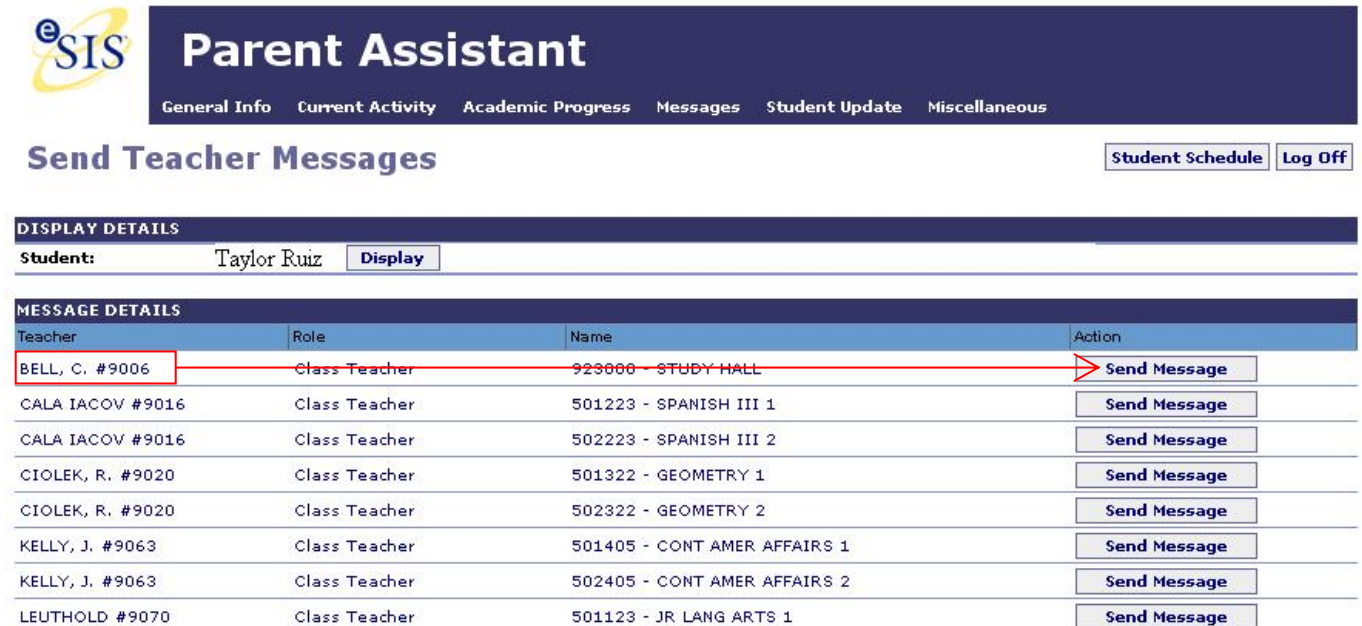 eSIS
Parent Assistant
General Info Current Activity Academic Progress Messages Student Update Miscellaneous
Send Teacher Messages Student Schedule Log Off
DISPLAY DETAILS
Student: Taylor Ruiz Display
MESSAGE DETAILS
Teacher Role Name Action
BELL, C. #9006 Class Teacher 923000 - STUDY HALL Send Message
CALA IACOV #9016 Class Teacher 501223 - SPANISH III 1 Send Message
CALA IACOV #9016 Class Teacher 502223 - SPANISH III 2 Send Message
CIOLEK, R. #9020 Class Teacher 501322 - GEOMETRY 1 Send Message
CIOLEK, R. #9020 Class Teacher 502322 - GEOMETRY 2 Send Message
KELLY, J. #9063 Class Teacher 501405 - CONT AMER AFFAIRS 1 Send Message
KELLY, J. #9063 Class Teacher 502405 - CONT AMER AFFAIRS 2 Send Message
LEUTHOLD #9070 Class Teacher 501123 - JR LANG ARTS 1 Send Message